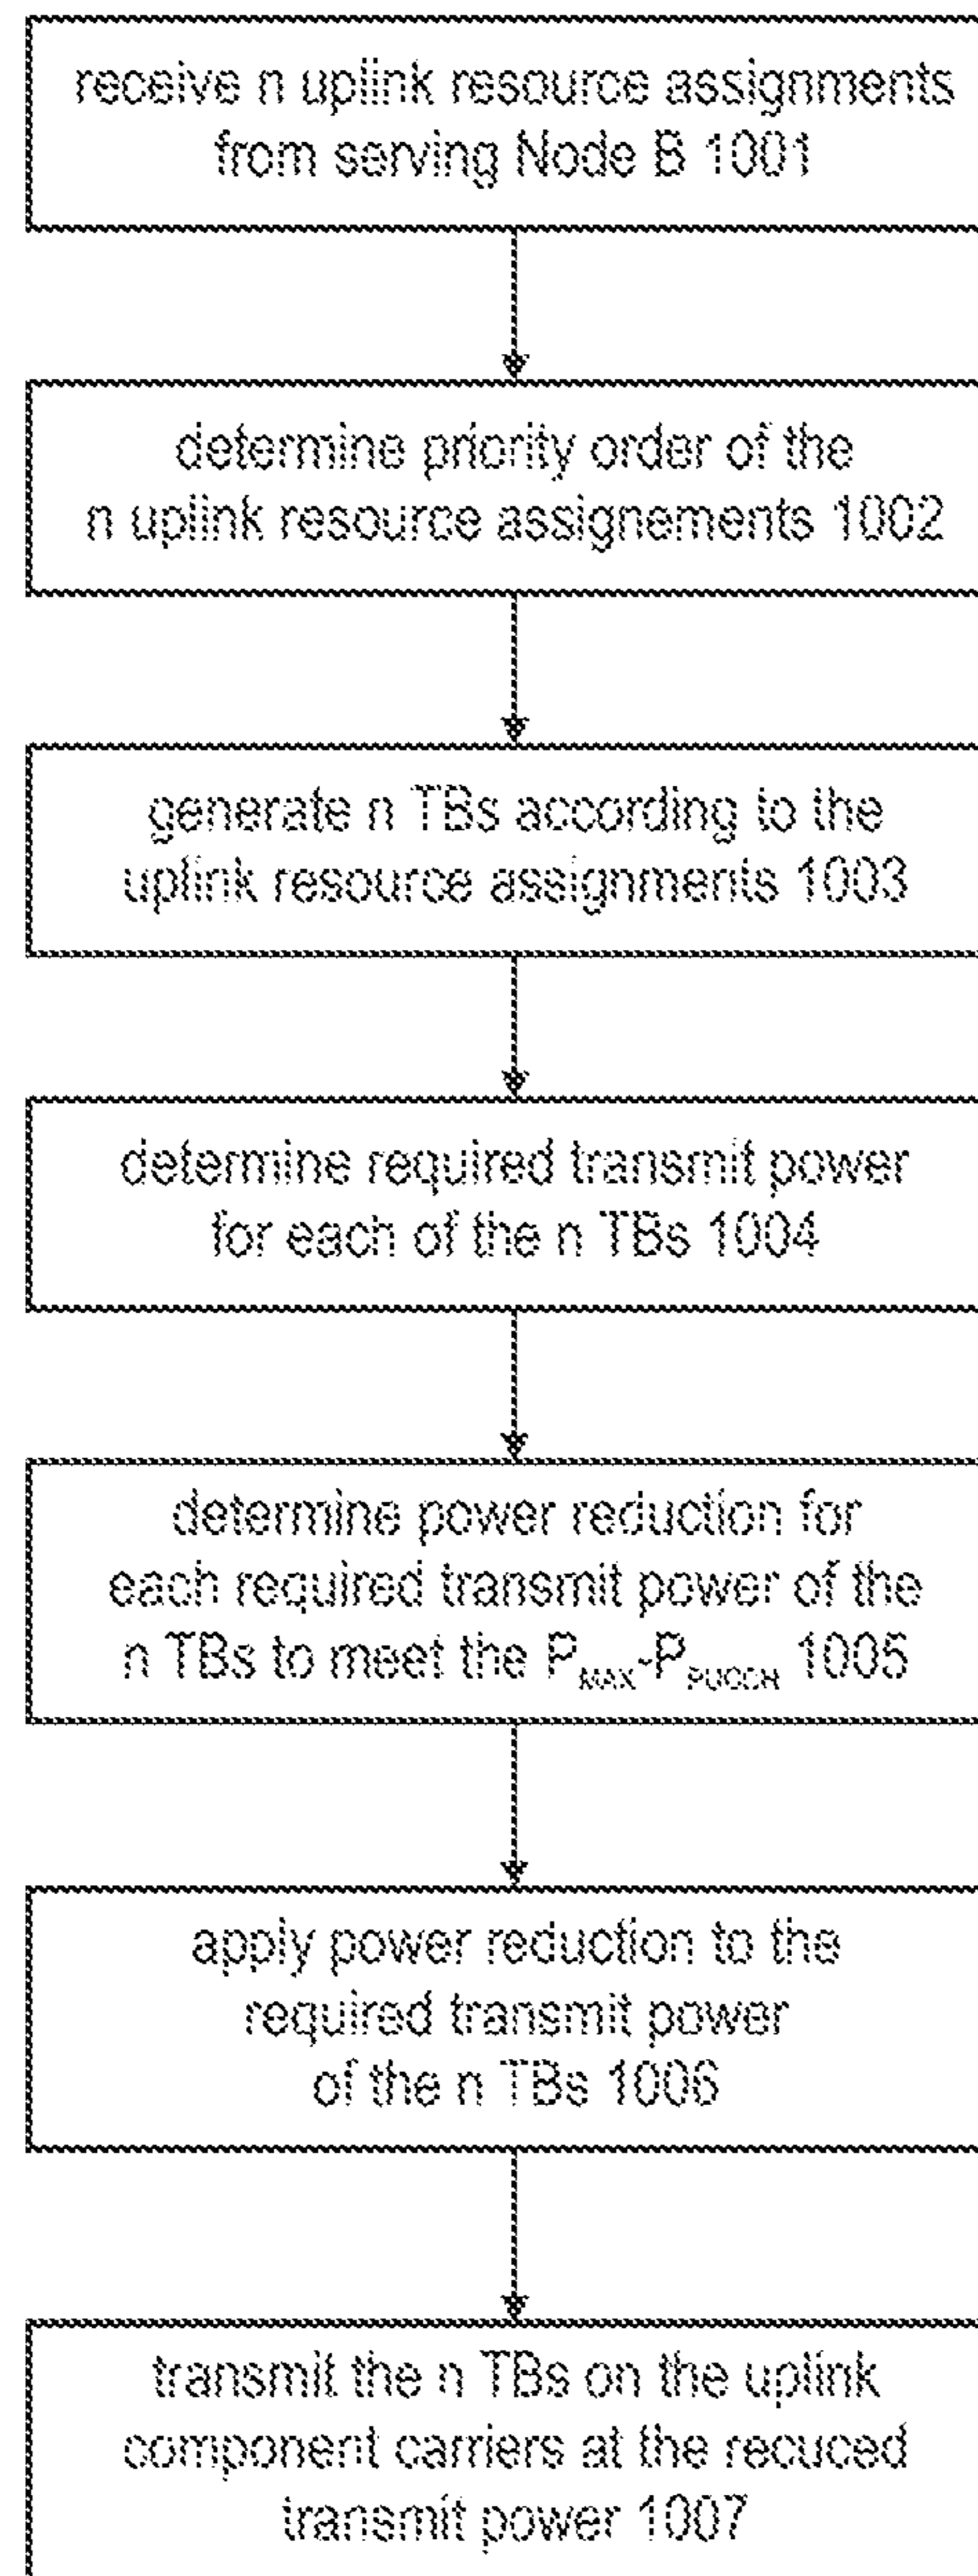 receive n uplink resource assignments
from serving Node B 1001
determine priority order of the
n uplink resource assignements 1002
generate n TBs according to the
uplink resource assignments 1003
determine required transmit power
for each of the n TBs 1004
determine power reduction for
each required transmit power of the
n TBs to meet the PMAX-PPUCCH 1005
apply power reduction to the
required transmit power
of the n TBs 1006
transmit the n TBs on the uplink
component carriers at the recuced
transmit power 1007